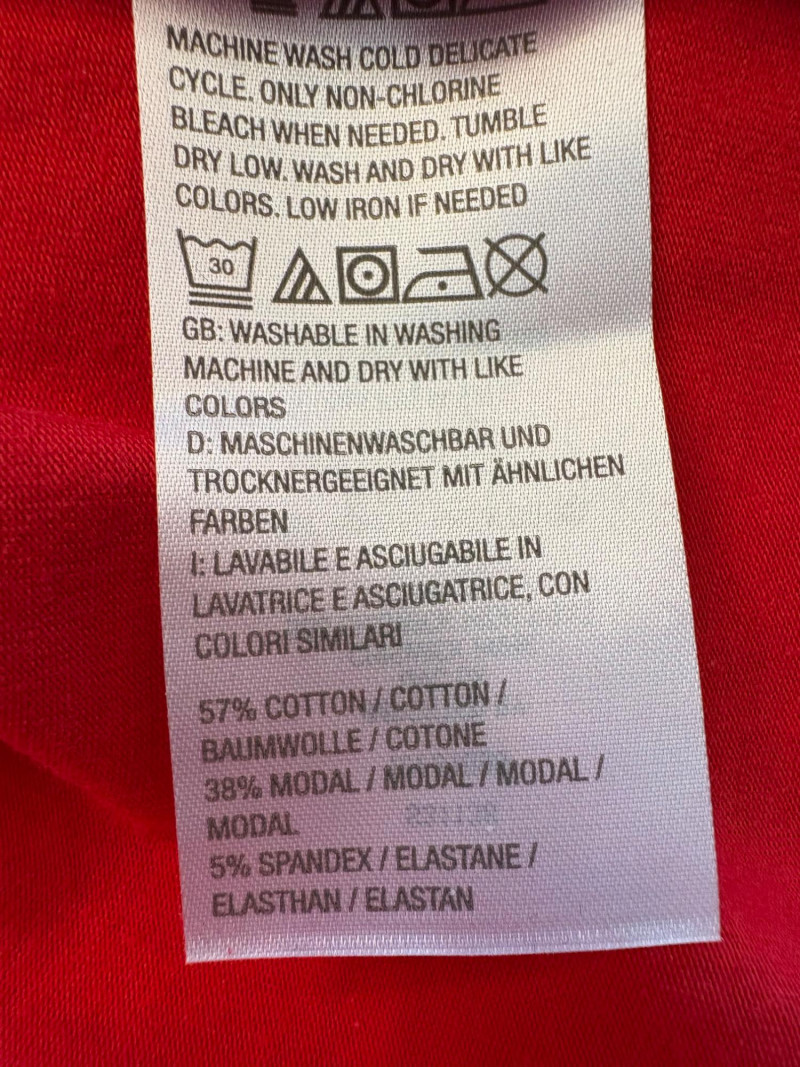 MACHINE WASH COLD DELICATE
CYCLE. ONLY NON-CHLORINE
BLEACH WHEN NEEDED. TUMBLE
DRY LOW. WASH AND DRY WITH LIKE
COLORS. LOW IRON IF NEEDED
30
GB: WASHABLE IN WASHING
MACHINE AND DRY WITH LIKE
COLORS
D: MASCHINENWASCHBAR UND
TROCKNERGEEIGNET MIT ÄHNLICHEN
FARBEN
I: LAVABILE E ASCIUGABILE IN
LAVATRICE E ASCIUGATRICE, CON
COLORI SIMILARI
57% COTTON / COTTON /
BAUMWOLLE / COTONE
38% MODAL / MODAL / MODAL /
MODAL
5% SPANDEX / ELASTANE /
ELASTHAN / ELASTAN